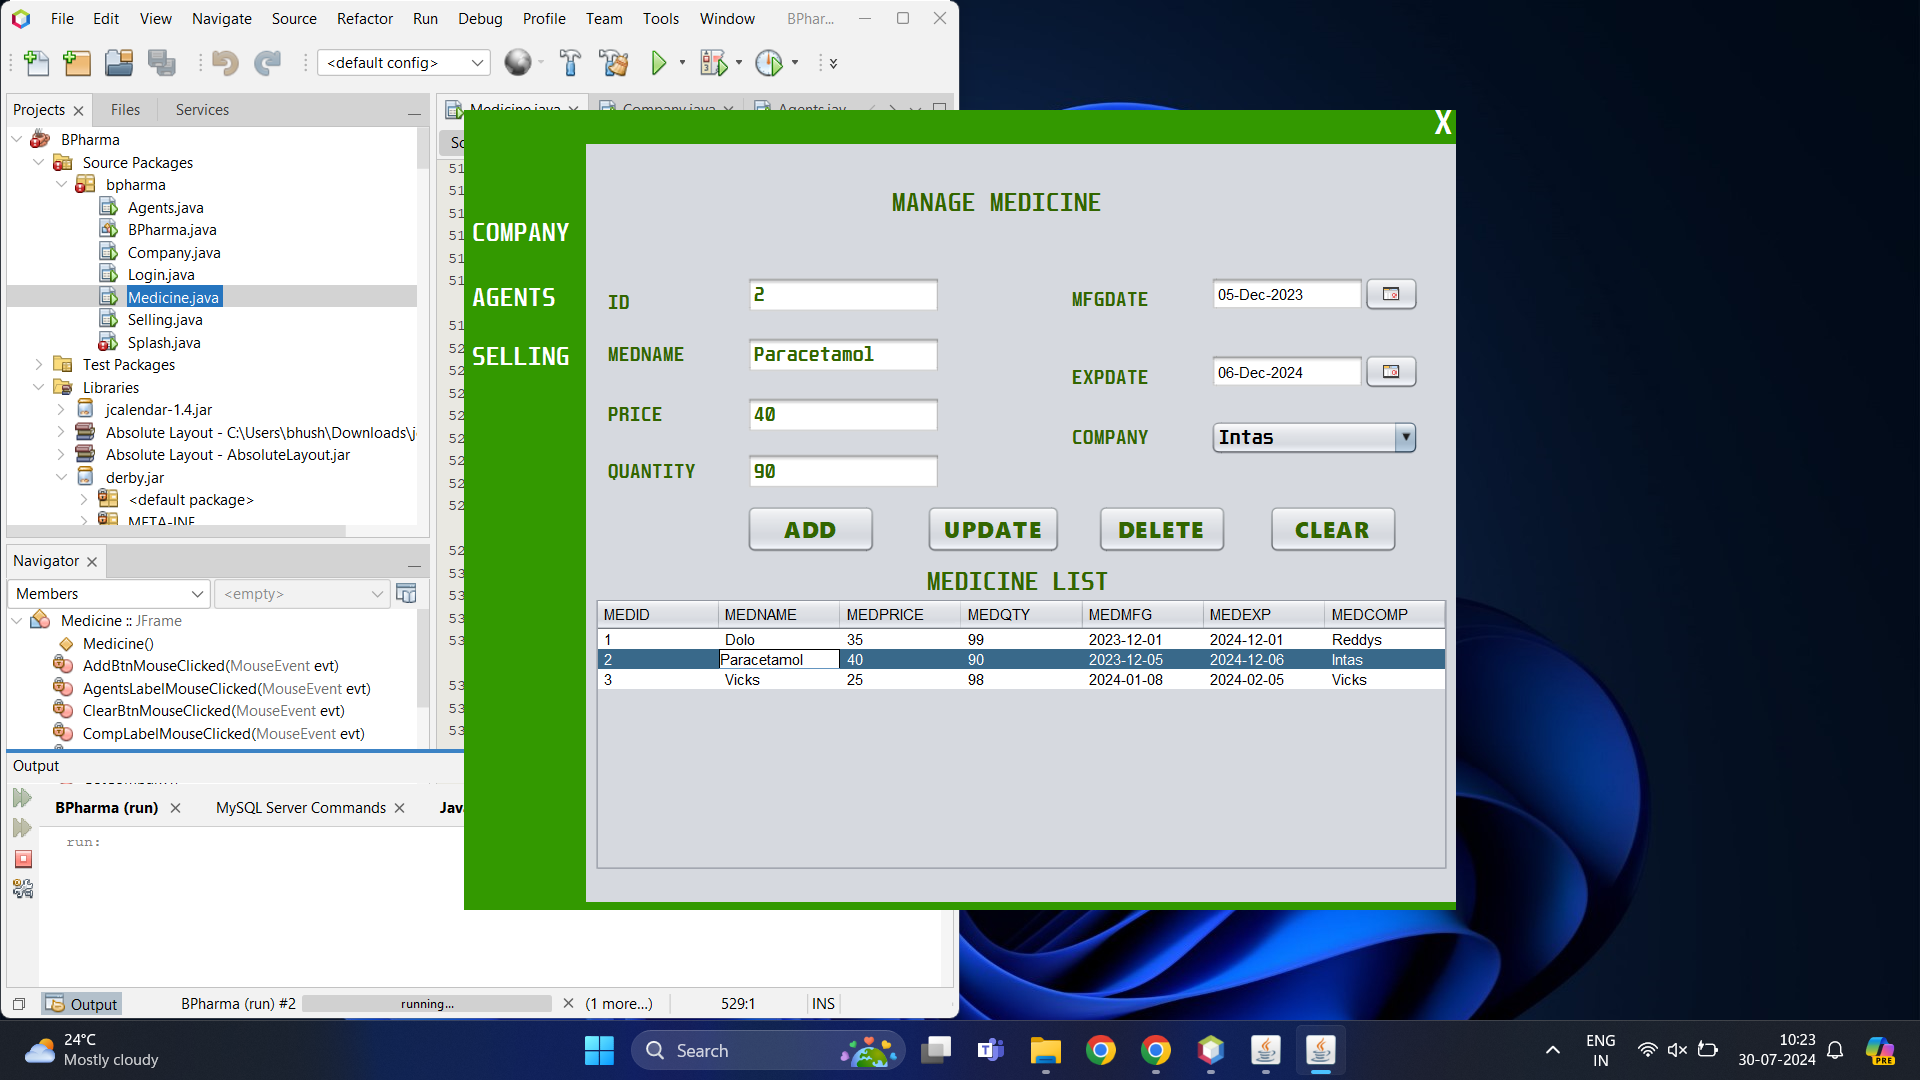 File Edit View Navigate Source Refactor Run Debug Profile Team Tools Window BPhar...
<default config>
Projects Files Services
Medicine.java Company.java Agents.jav
BPharma
Source Packages
bpharma
Agents.java
BPharma.java
Company.java
Login.java
Medicine.java
Selling.java
Splash.java
Test Packages
Libraries
jcalendar-1.4.jar
Absolute Layout - C:\Users\bhush\Downloads\j
Absolute Layout - AbsoluteLayout.jar
derby.jar
<default package>
META-INF
Navigator
Members <empty>
Medicine :: JFrame
Medicine()
AddBtnMouseClicked(MouseEvent evt)
AgentsLabelMouseClicked(MouseEvent evt)
ClearBtnMouseClicked(MouseEvent evt)
CompLabelMouseClicked(MouseEvent evt)
Output
BPharma (run) MySQL Server Commands Jav
run:
Output BPharma (run) #2 running... (1 more...) 529:1 INS
X
COMPANY
AGENTS
SELLING
MANAGE MEDICINE
ID 2 MFGDATE 05-Dec-2023
MEDNAME Paracetamol EXPDATE 06-Dec-2024
PRICE 40 COMPANY Intas
QUANTITY 90
ADD UPDATE DELETE CLEAR
MEDICINE LIST
MEDID MEDNAME MEDPRICE MEDQTY MEDMFG MEDEXP MEDCOMP
1 Dolo 35 99 2023-12-01 2024-12-01 Reddys
2 Paracetamol 40 90 2023-12-05 2024-12-06 Intas
3 Vicks 25 98 2024-01-08 2024-02-05 Vicks
24°C
Mostly cloudy
Search
ENG
IN
10:23
30-07-2024
PRE